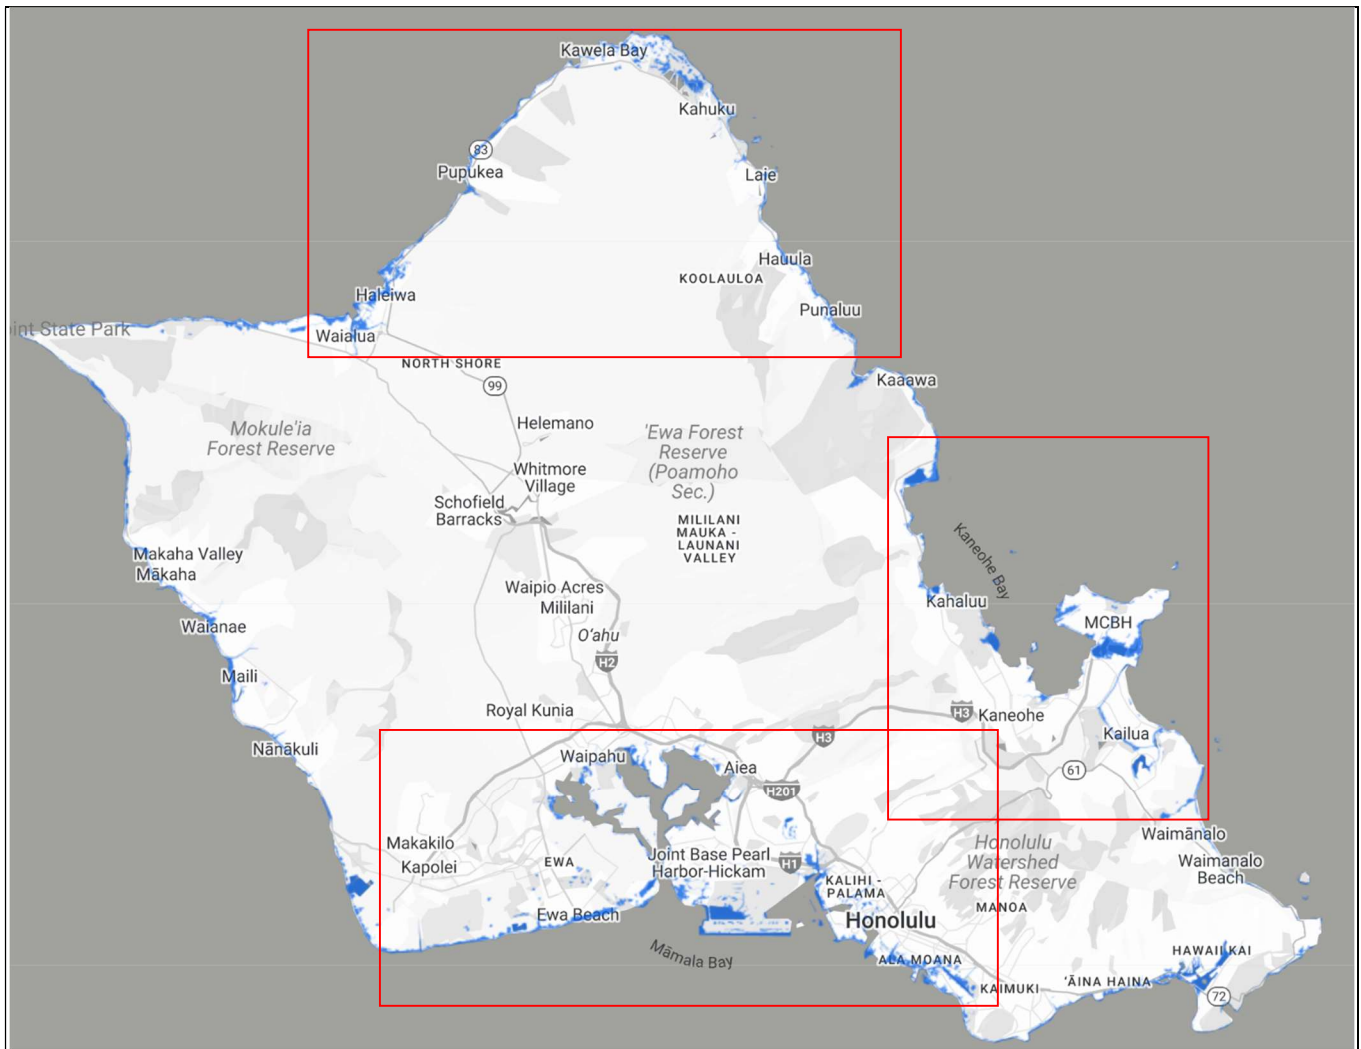 Kawela Bay
Kahuku
83
Pupukea
Laie
Hauula
KOOLAULOA
Haleiwa
Punaluu
oint State Park
Waialua
NORTH SHORE
99
Kaaawa
Helemano
Mokule'ia
Forest Reserve
'Ewa Forest
Reserve
(Poamoho
Sec.)
Whitmore
Village
Schofield
Barracks
MILILANI
MAUKA -
LAUNANI
VALLEY
Kaneohe Bay
Makaha Valley
Mākaha
Waipio Acres
Mililani
Kahaluu
Waianae
O'ahu
MCBH
H2
Maili
Royal Kunia
H3
Kaneohe
Nānākuli
H3
Kailua
Waipahu
Aiea
61
H201
Makakilo
Kapolei
EWA
Joint Base Pearl
Harbor-Hickam
H1
Honolulu
Watershed
Forest Reserve
Waimānalo
Waimanalo
Beach
KALIHI -
PALAMA
Ewa Beach
Honolulu
MANOA
Māmala Bay
ALA MOANA
HAWAII KAI
KAIMUKI
'ĀINA HAINA
72